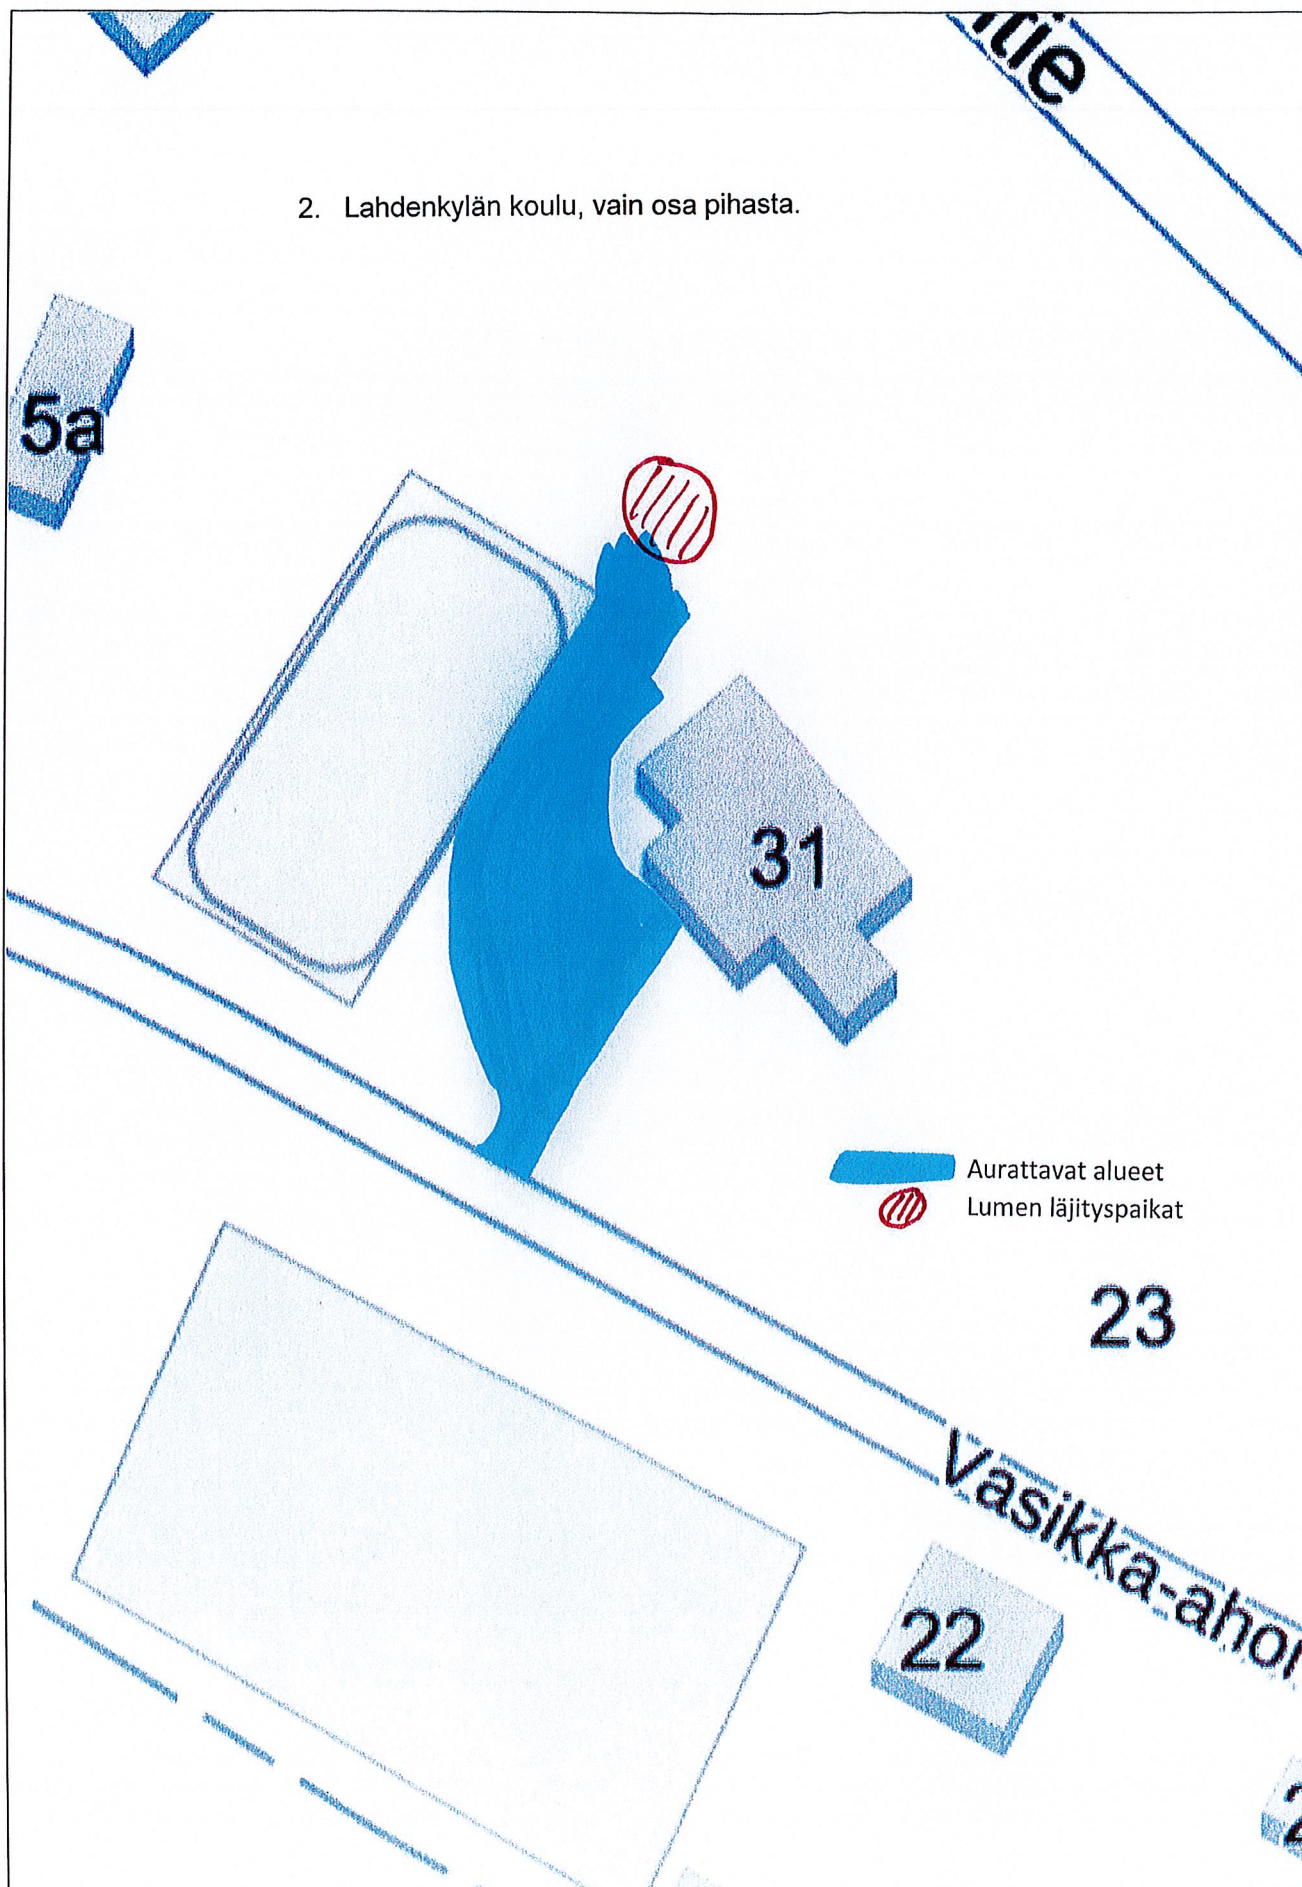 tie
2. Lahdenkylän koulu, vain osa pihasta.
5a
31
Aurattavat alueet
Lumen läjityspaikat
23
Vasikka-aho
22